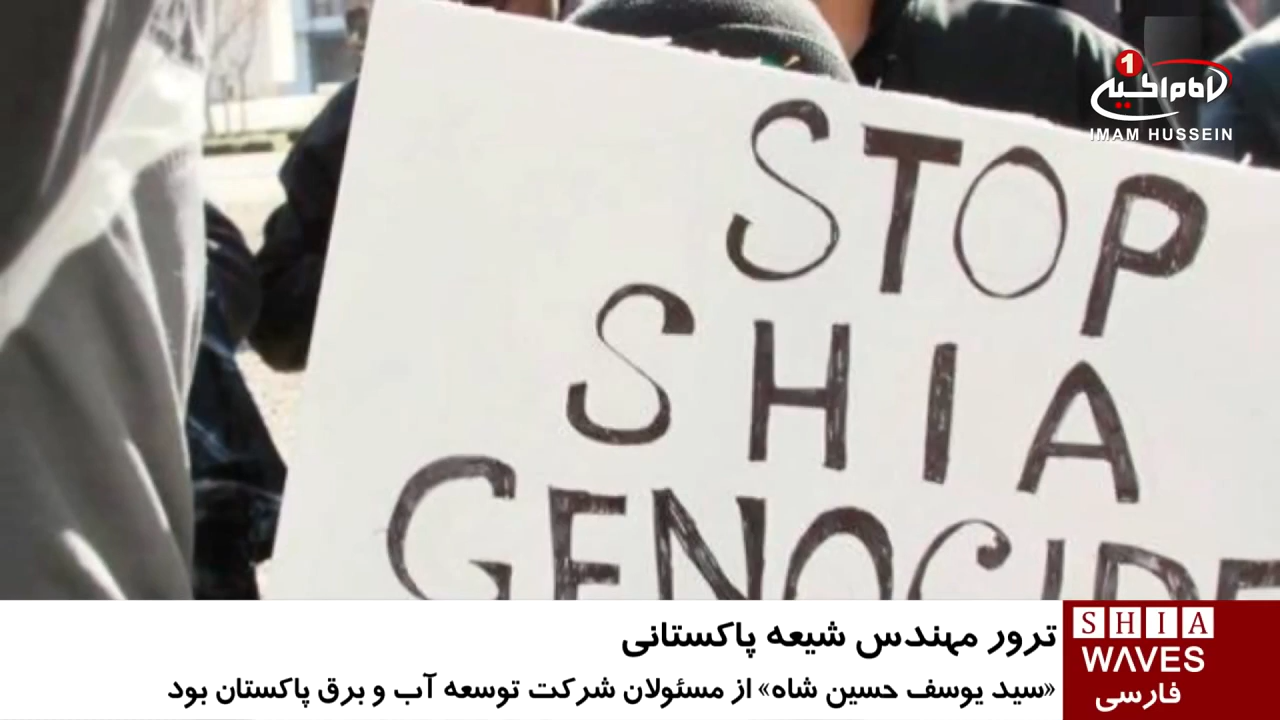 1
امام حسین
IMAM HUSSEIN
STOP
SHIA
GENOCIDE
ترور مهندس شیعه پاکستانی
«سید یوسف حسین شاه» از مسئولان شرکت توسعه آب و برق پاکستان بود
SHIA
WAVES
فارسی